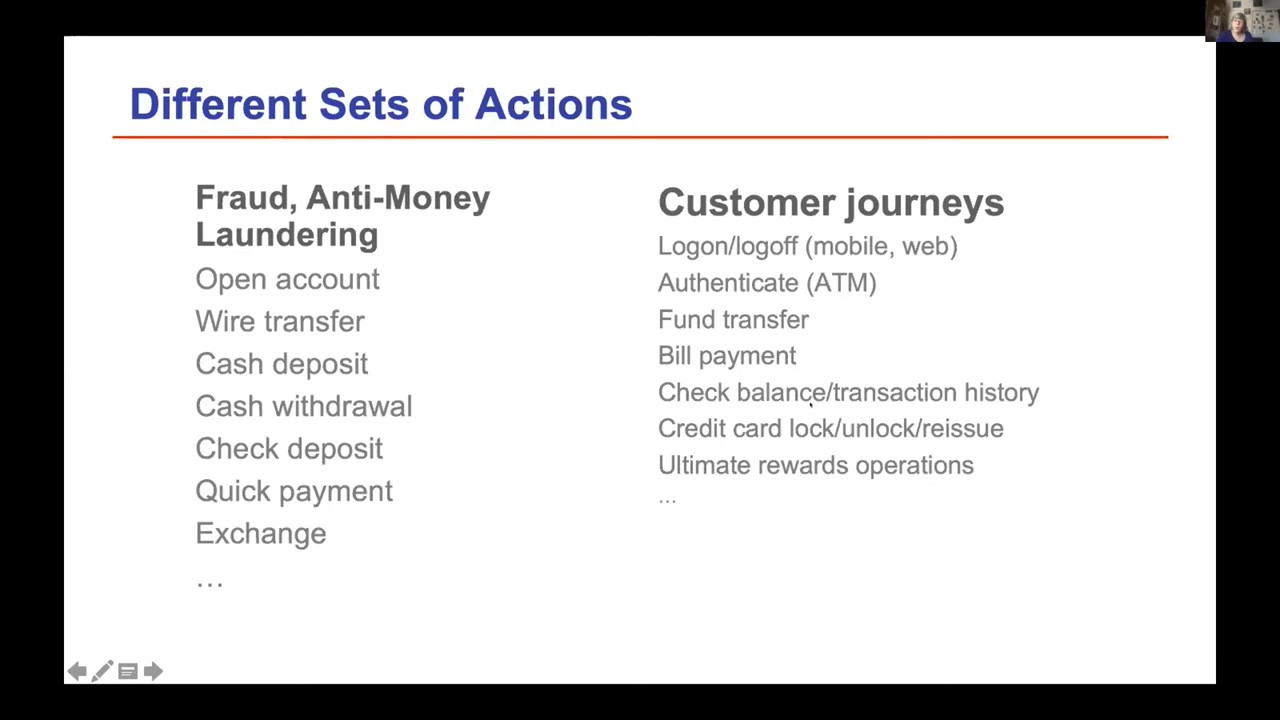 Different Sets of Actions
Fraud, Anti-Money
Laundering
Open account
Wire transfer
Cash deposit
Cash withdrawal
Check deposit
Quick payment
Exchange
…
Customer journeys
Logon/logoff (mobile, web)
Authenticate (ATM)
Fund transfer
Bill payment
Check balance/transaction history
Credit card lock/unlock/reissue
Ultimate rewards operations
...